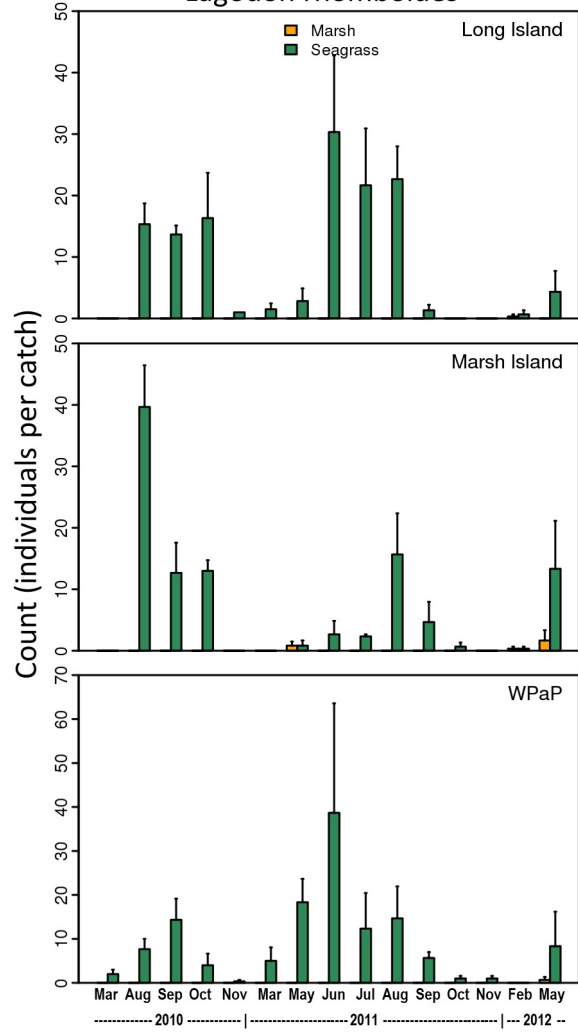 Lagodon rhomboides
Marsh
Seagrass
Long Island
50
40
30
20
10
0
Marsh Island
50
40
30
20
10
0
WPaP
70
60
50
40
30
20
10
0
Count (individuals per catch)
Mar Aug Sep Oct Nov Mar May Jun Jul Aug Sep Oct Nov Feb May
------------ 2010 -----------|------------------- 2011 ----------------------|--- 2012 --